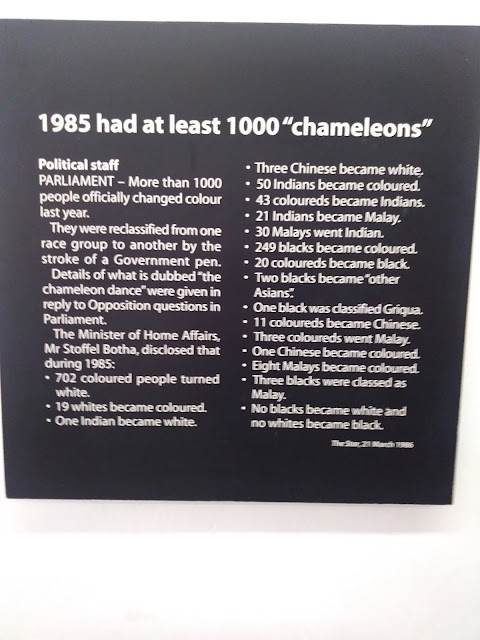 1985 had at least 1000 “chameleons”
Political staff
PARLIAMENT – More than 1000
people officially changed colour
last year.
They were reclassified from one
race group to another by the
stroke of a Government pen.
Details of what is dubbed “the
chameleon dance” were given in
reply to Opposition questions in
Parliament.
The Minister of Home Affairs,
Mr Stoffel Botha, disclosed that
during 1985:
• 702 coloured people turned
white.
• 19 whites became coloured.
• One Indian became white.
• Three Chinese became white.
• 50 Indians became coloured.
• 43 coloureds became Indians.
• 21 Indians became Malay.
• 30 Malays went Indian.
• 249 blacks became coloured.
• 20 coloureds became black.
• Two blacks became “other
Asians”.
• One black was classified Griqua.
• 11 coloureds became Chinese.
• Three coloureds went Malay.
• One Chinese became coloured.
• Eight Malays became coloured.
• Three blacks were classed as
Malay.
• No blacks became white and
no whites became black.
The Star, 21 March 1986